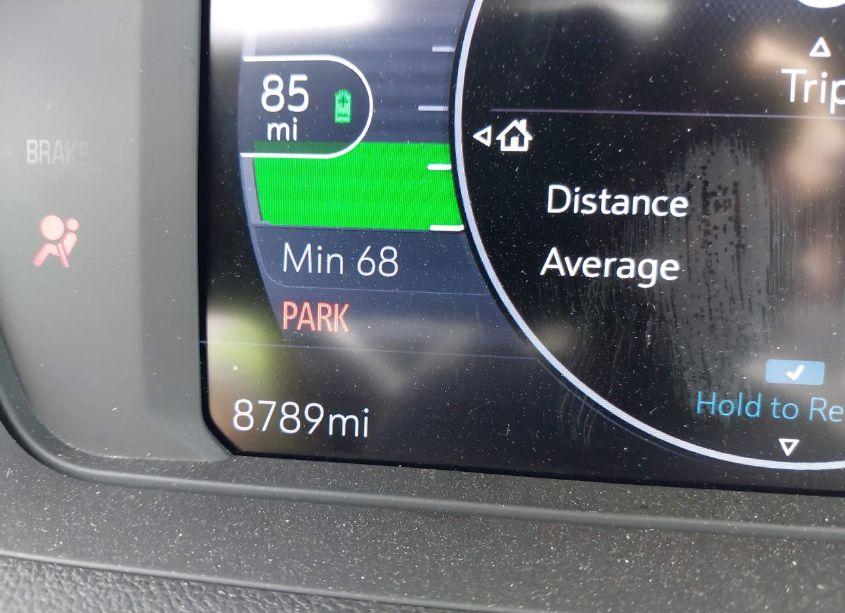 85
mi
BRAKE
Trip
Distance
Average
Min 68
PARK
Hold to Re
8789mi